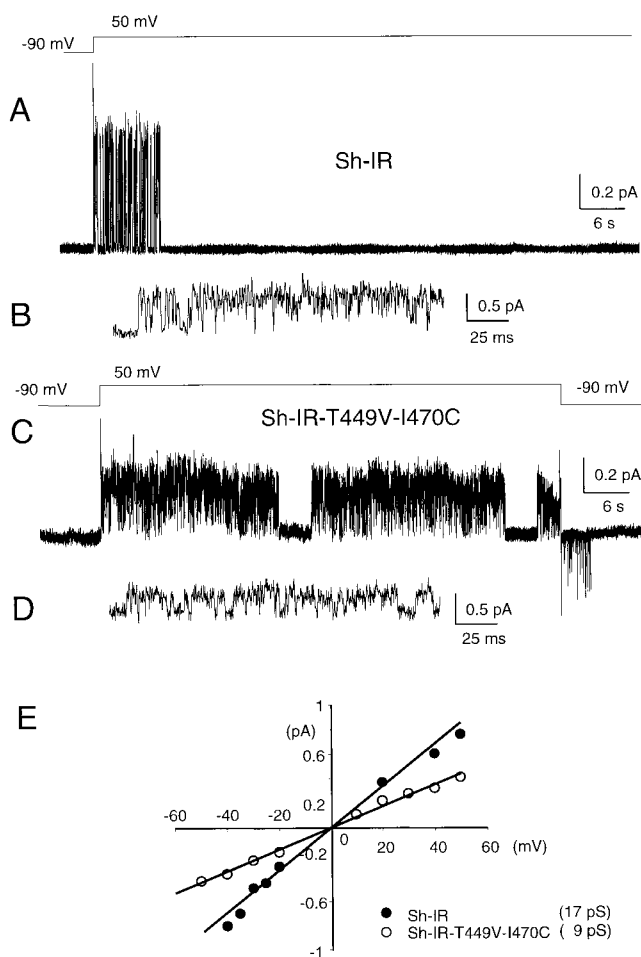 50 mV
-90 mV
A
Sh-IR
0.2 pA
6 s
B
0.5 pA
25 ms
-90 mV
50 mV
-90 mV
C
Sh-IR-T449V-I470C
0.2 pA
6 s
D
0.5 pA
25 ms
E
1
(pA)
0.6
0.2
-60
-40
-20
0
20
40
60
(mV)
-0.2
-0.6
-1
Sh-IR (17 pS)
Sh-IR-T449V-I470C ( 9 pS)